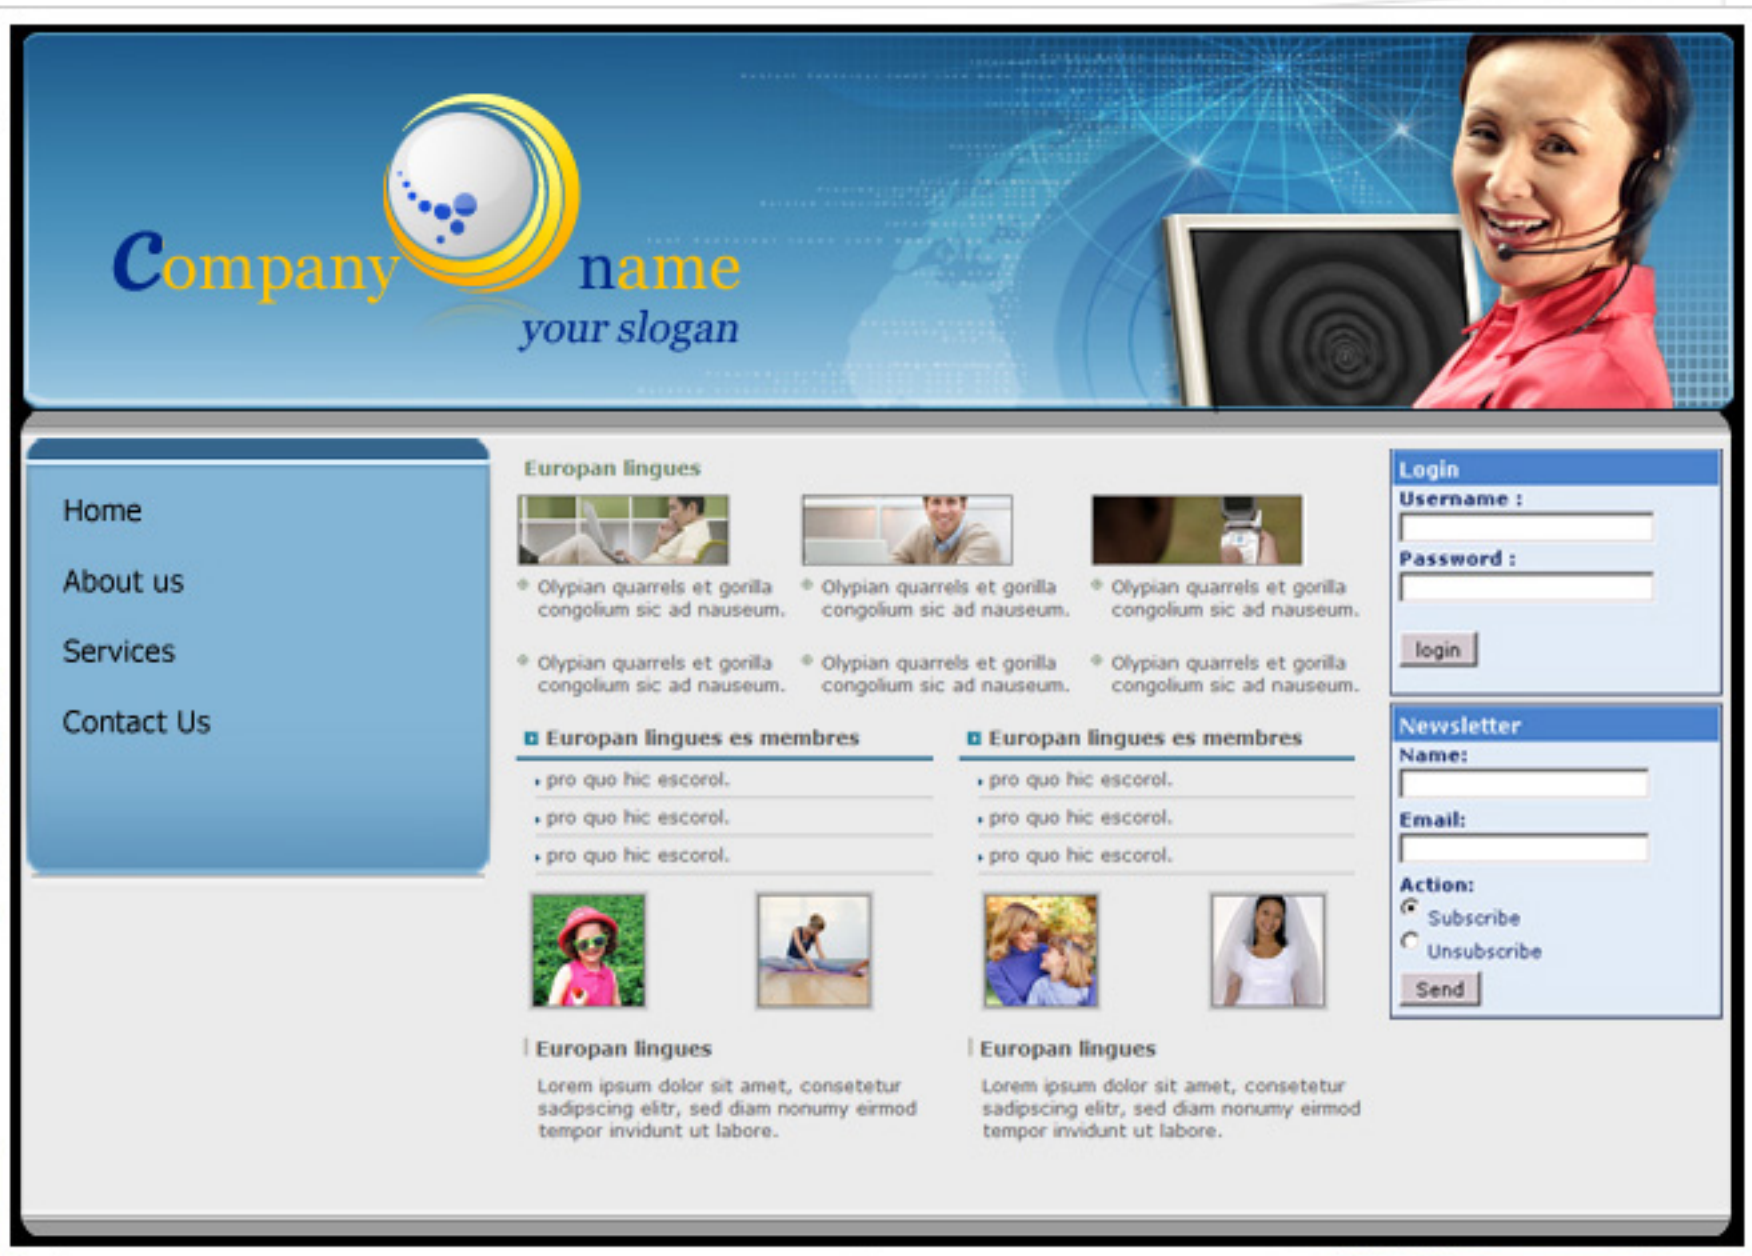 Company name
your slogan
Home
About us
Services
Contact Us
Europan lingues
Olypian quarrels et gorilla
congolium sic ad nauseum.
Olypian quarrels et gorilla
congolium sic ad nauseum.
Olypian quarrels et gorilla
congolium sic ad nauseum.
Olypian quarrels et gorilla
congolium sic ad nauseum.
Olypian quarrels et gorilla
congolium sic ad nauseum.
Olypian quarrels et gorilla
congolium sic ad nauseum.
Europan lingues es membres
pro quo hic escorol.
pro quo hic escorol.
pro quo hic escorol.
Europan lingues es membres
pro quo hic escorol.
pro quo hic escorol.
pro quo hic escorol.
Europan lingues
Lorem ipsum dolor sit amet, consetetur
sadipscing elitr, sed diam nonumy eirmod
tempor invidunt ut labore.
Europan lingues
Lorem ipsum dolor sit amet, consetetur
sadipscing elitr, sed diam nonumy eirmod
tempor invidunt ut labore.
Login
Username :
Password :
login
Newsletter
Name:
Email:
Action:
Subscribe
Unsubscribe
Send